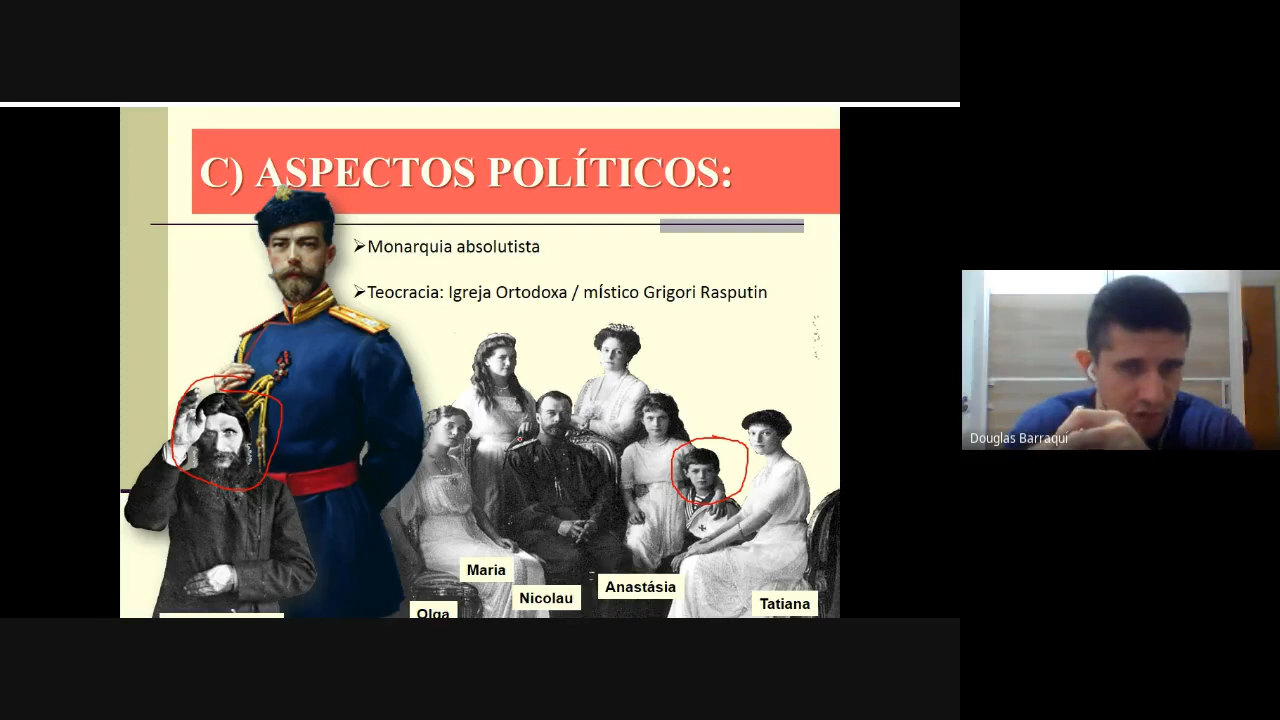 C) ASPECTOS POLÍTICOS:
➢Monarquia absolutista
➢Teocracia: Igreja Ortodoxa / místico Grigori Rasputin
Douglas Barraqui
Maria
Anastásia
Nicolau
Tatiana
Olga